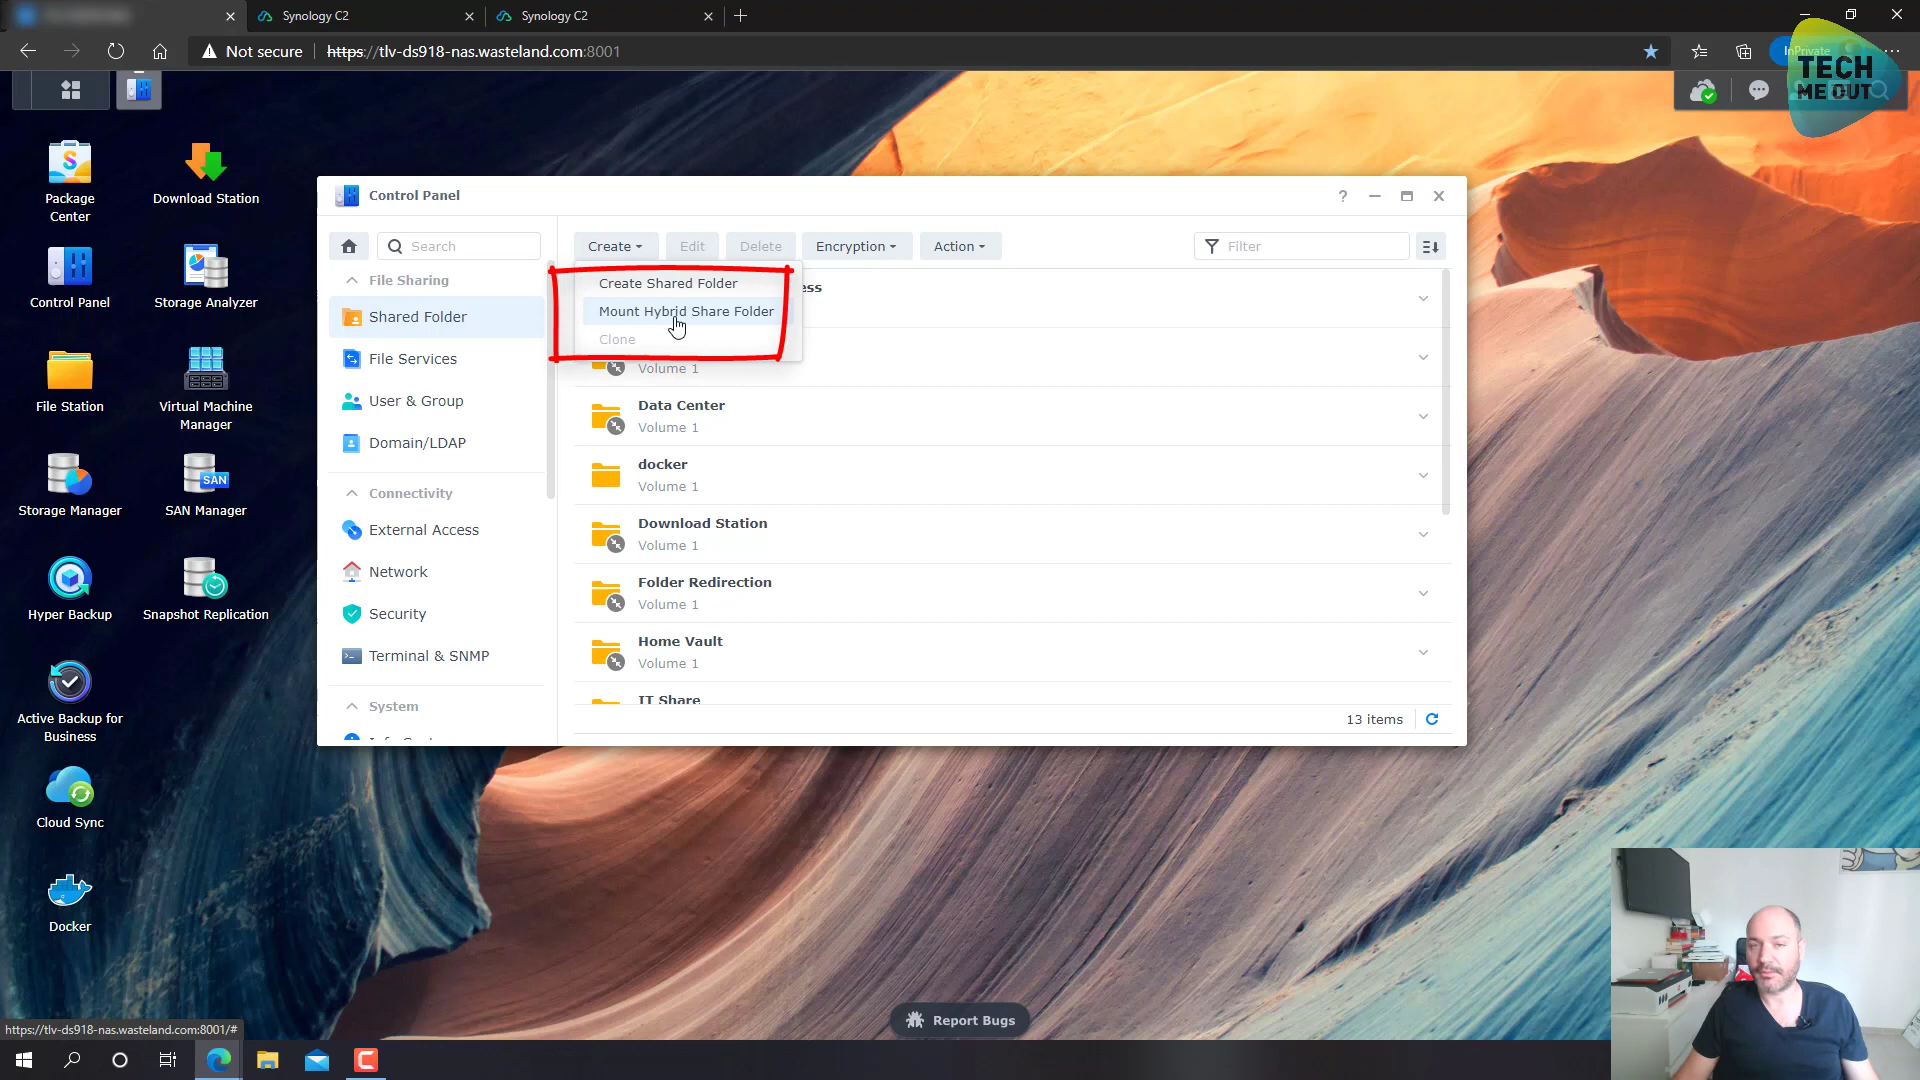 Synology C2
Synology C2
Not secure
https://tlv-ds918-nas.wasteland.com:8001
InPrivate
TECH
ME OUT
Package
Center
Download Station
Control Panel
Storage Analyzer
File Station
Virtual Machine
Manager
Storage Manager
SAN
SAN Manager
Hyper Backup
Snapshot Replication
Active Backup for
Business
Cloud Sync
Docker
Control Panel
?
Search
Create
Edit
Delete
Encryption
Action
Filter
File Sharing
Shared Folder
File Services
User & Group
Domain/LDAP
Connectivity
External Access
Network
Security
Terminal & SNMP
System
Create Shared Folder
Mount Hybrid Share Folder
Clone
ess
Volume 1
Data Center
Volume 1
docker
Volume 1
Download Station
Volume 1
Folder Redirection
Volume 1
Home Vault
Volume 1
IT Share
13 items
Report Bugs
https://tlv-ds918-nas.wasteland.com:8001/#